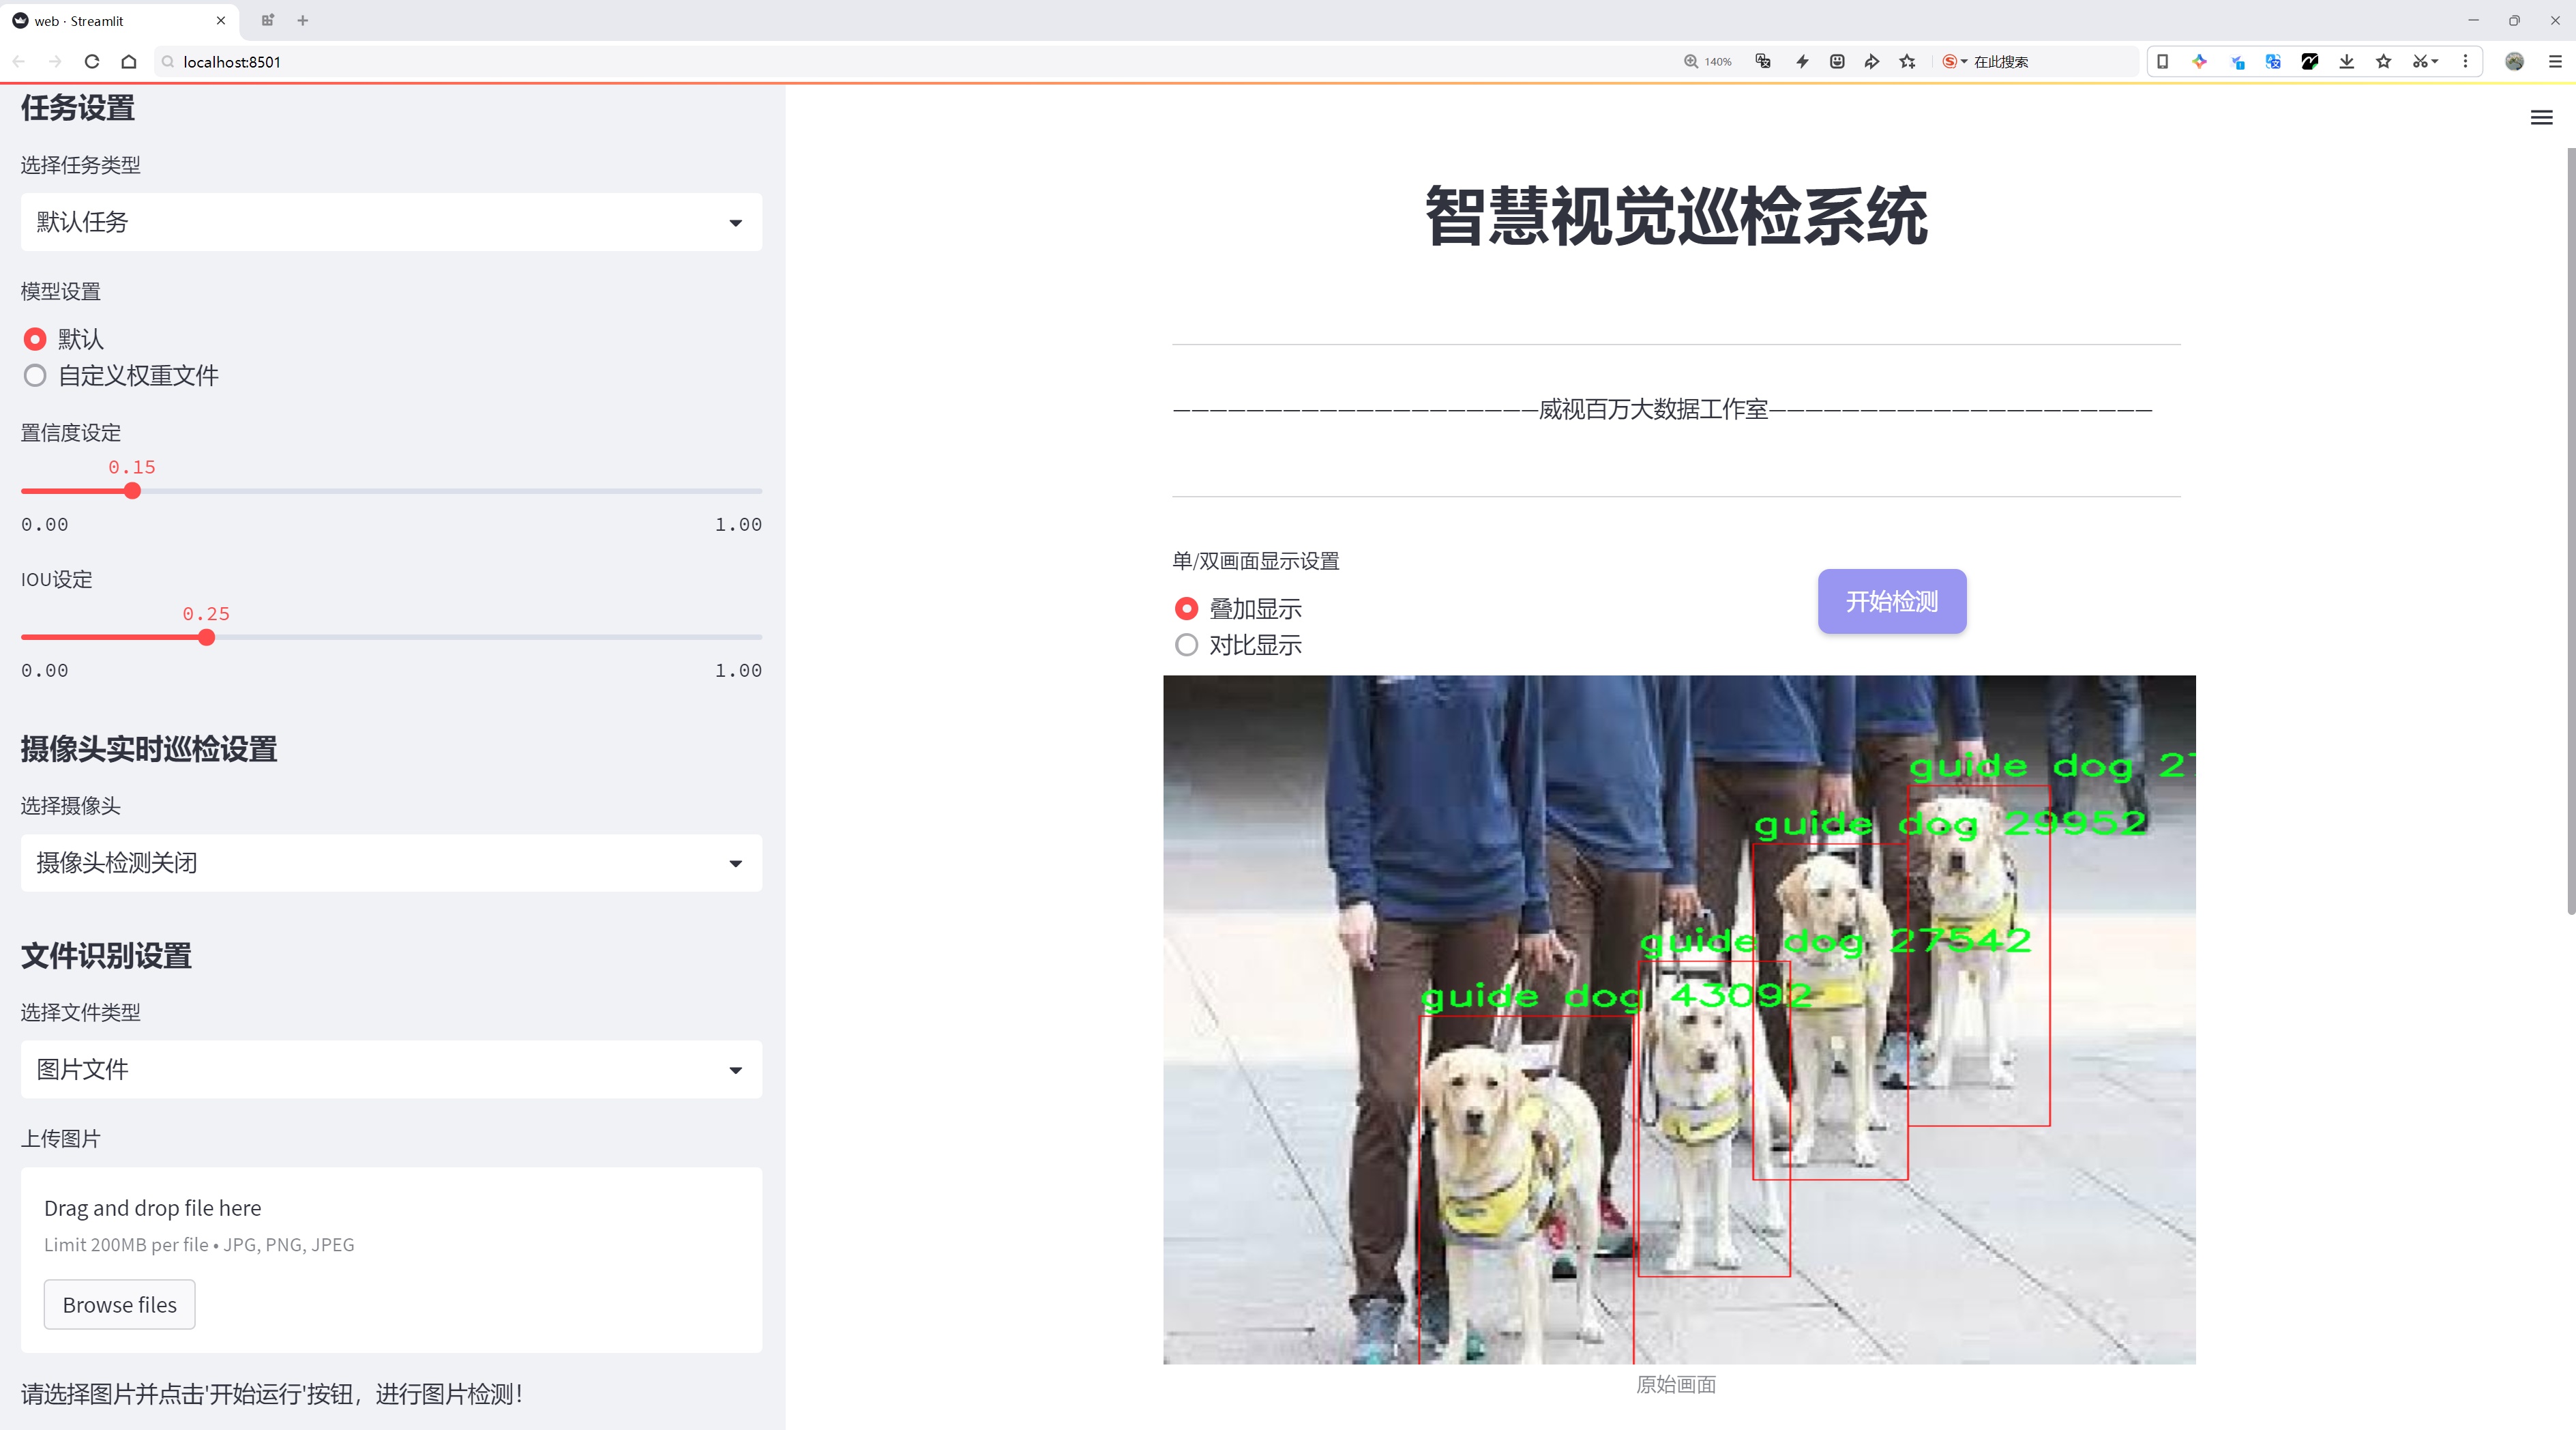 web · Streamlit
localhost:8501
140%
在此搜索
任务设置
选择任务类型
默认任务
模型设置
默认
自定义权重文件
置信度设定
0.15
0.00 1.00
IOU设定
0.25
0.00 1.00
摄像头实时巡检设置
选择摄像头
摄像头检测关闭
文件识别设置
选择文件类型
图片文件
上传图片
Drag and drop file here
Limit 200MB per file • JPG, PNG, JPEG
Browse files
请选择图片并点击'开始运行'按钮，进行图片检测！
智慧视觉巡检系统
————————————————————威视百万大数据工作室—————————————————————
单/双画面显示设置
叠加显示
对比显示
开始检测
guide dog 27
guide dog 29952
guide dog 27542
guide dog 43092
原始画面